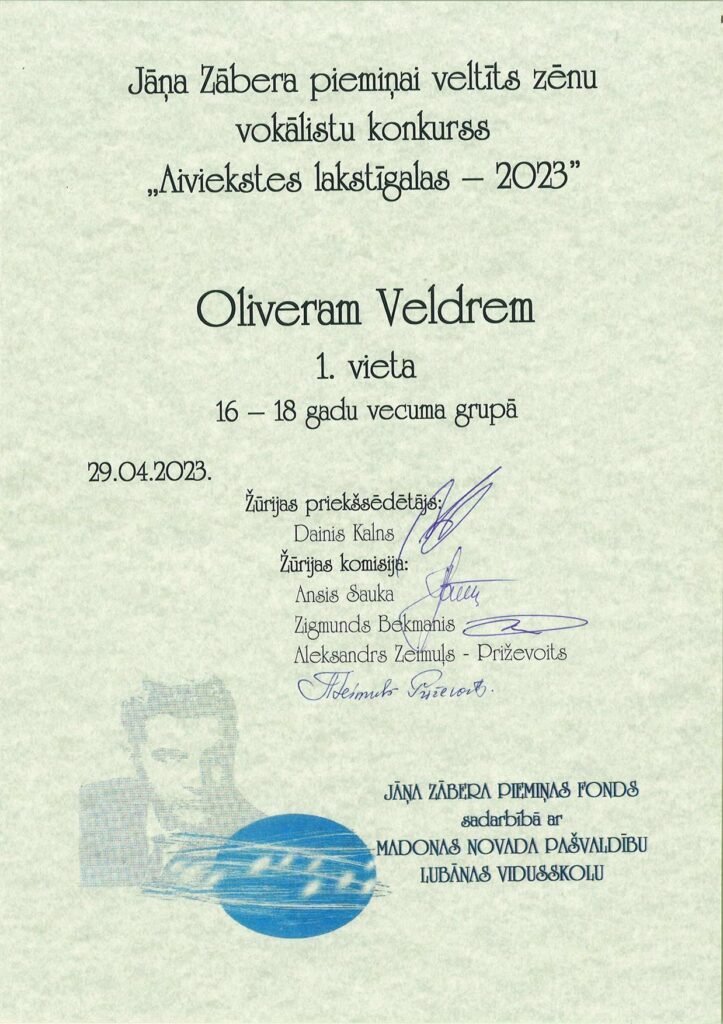 Jāņa Zābera piemiņai veltīts zēnu
vokālistu konkurss
„Aiviekstes lakstīgalas – 2023”
Oliveram Veldrem
1. vieta
16 – 18 gadu vecuma grupā
29.04.2023.
Žūrijas priekšsēdētājs:
Dainis Kalns
Žūrijas komisija:
Ansis Sauka
Zigmunds Bekmanis
Aleksandrs Zeimuļs - Priževoits
JĀŅA ZĀBERA PIEMIŅAS FONDS
sadarbībā ar
MADONAS NOVADA PAŠVALDĪBU
LUBĀNAS VIDUSSKOLU